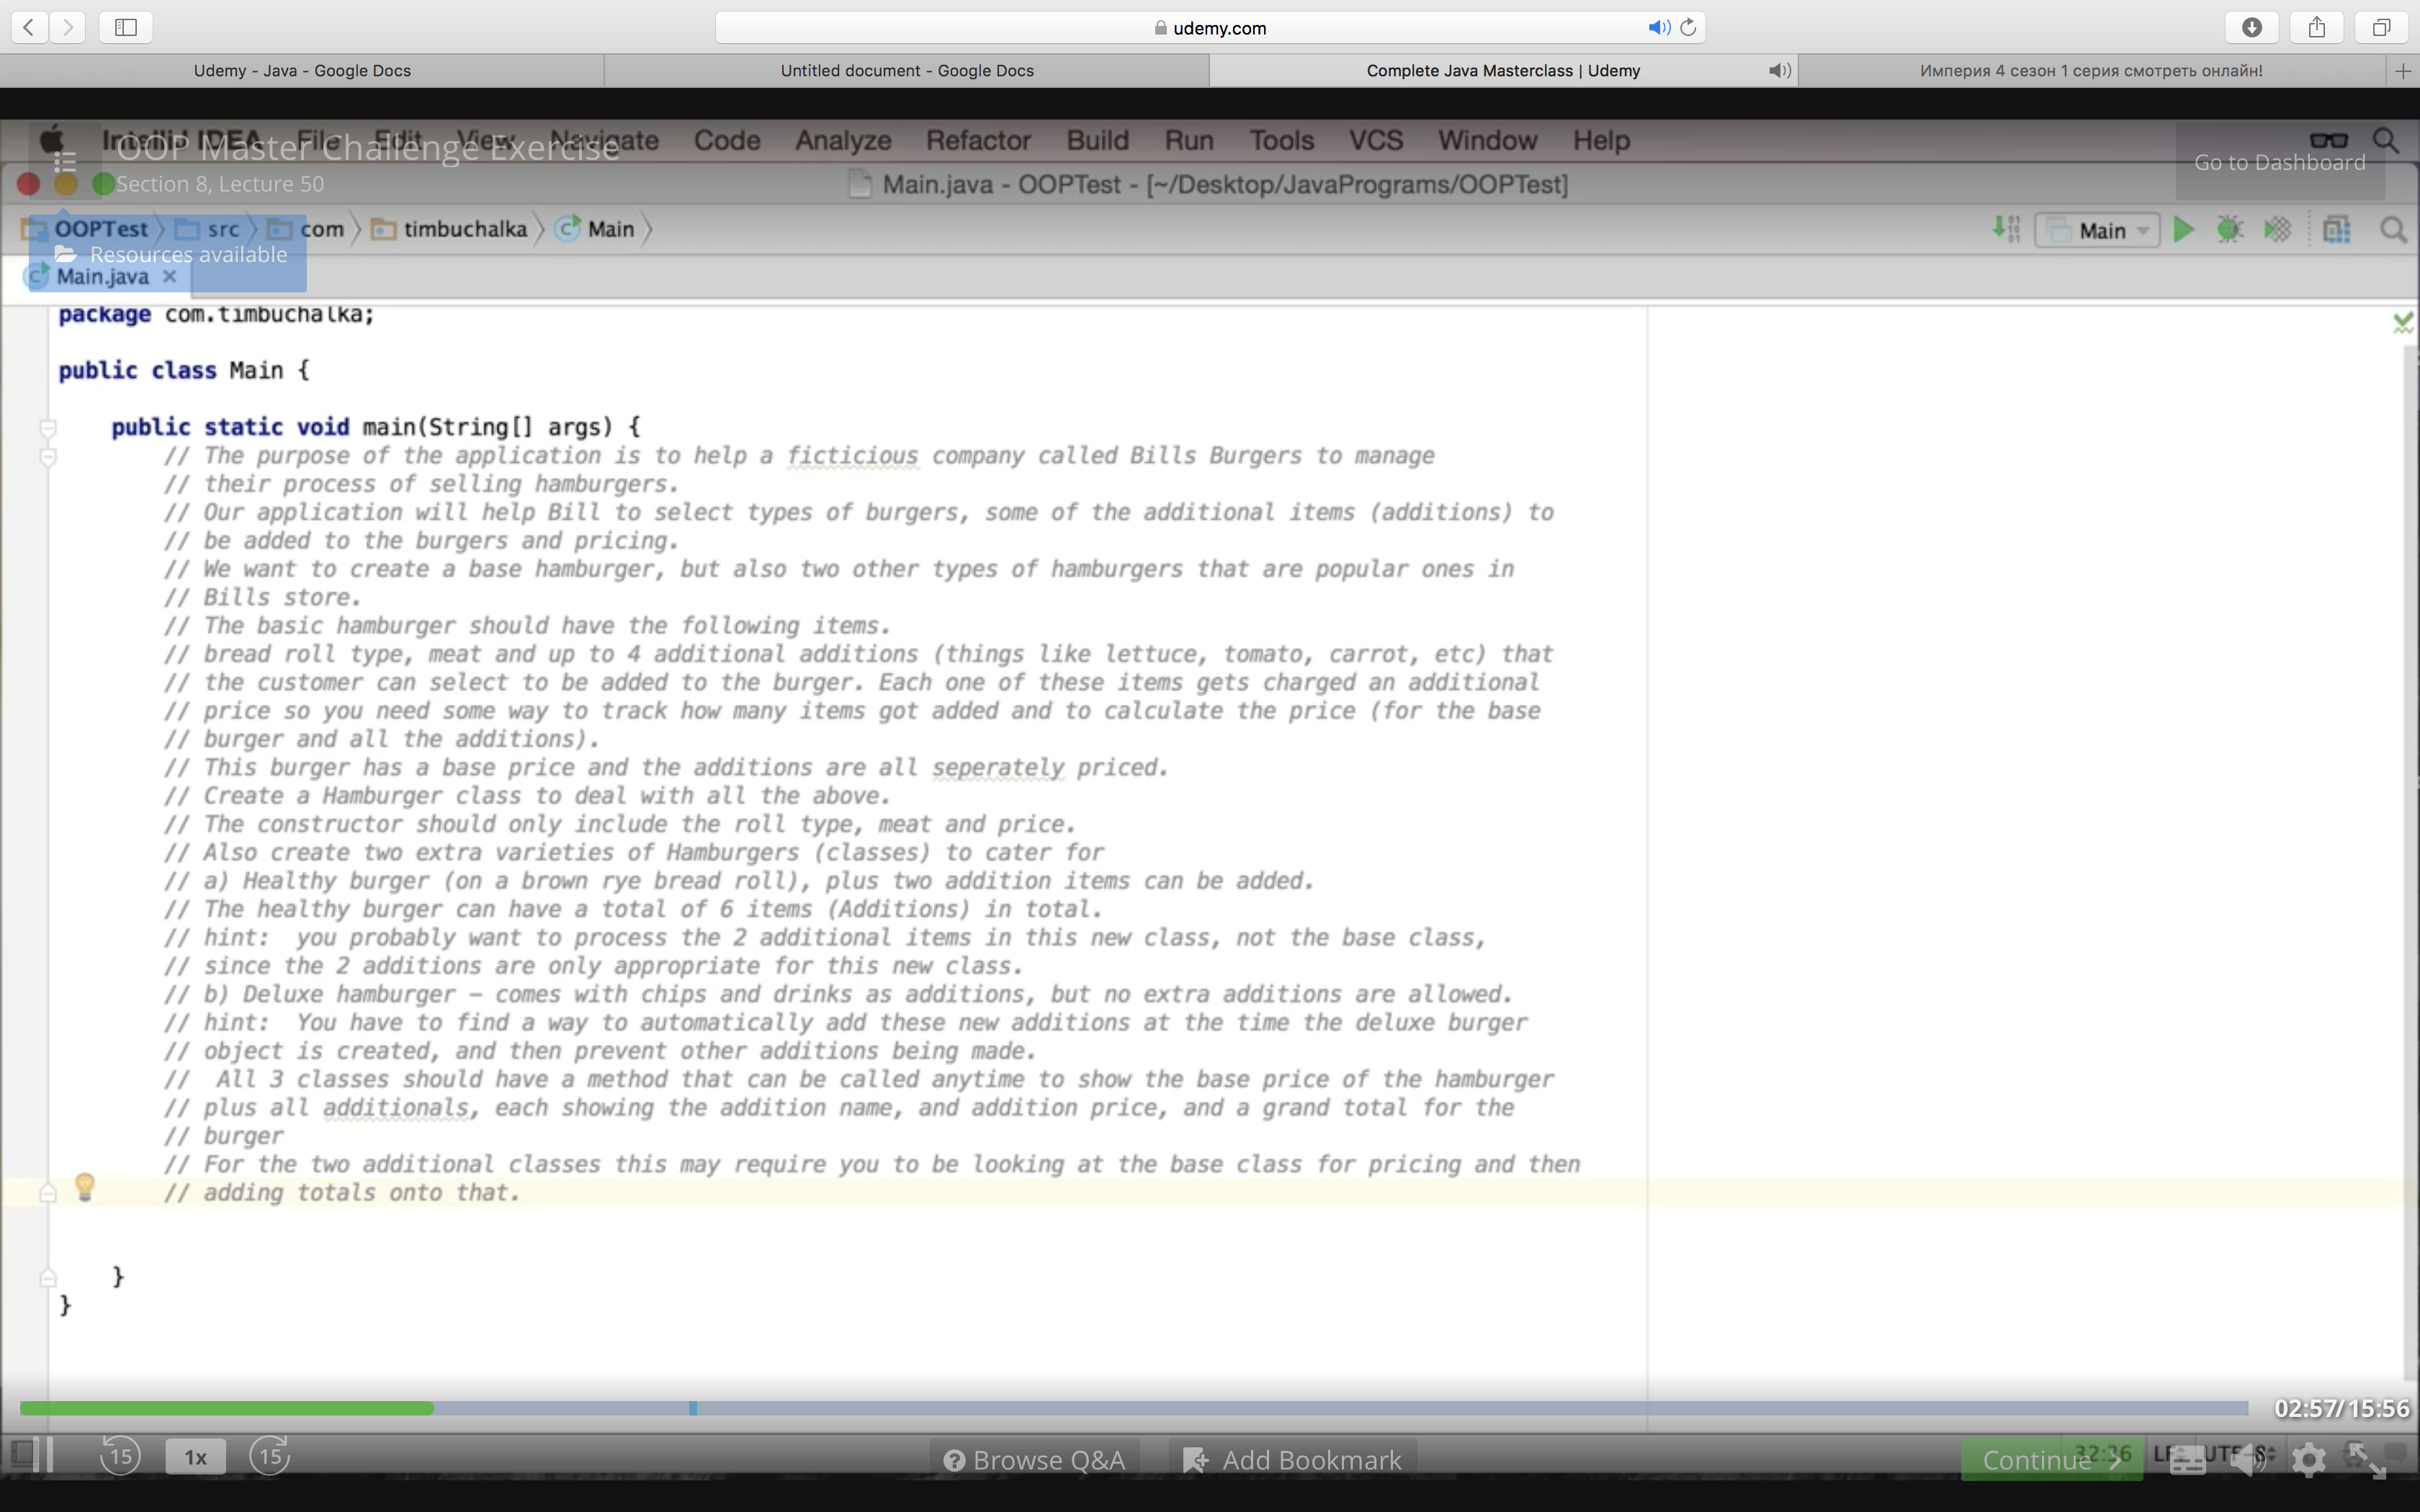 udemy.com
Udemy - Java - Google Docs
Untitled document - Google Docs
Complete Java Masterclass | Udemy
Империя 4 сезон 1 серия смотреть онлайн!
IntelliJ IDEA File Edit View Navigate Code Analyze Refactor Build Run Tools VCS Window Help
OOP Master Challenge Exercise
Go to Dashboard
Section 8, Lecture 50
Main.java - OOPTest - [~/Desktop/JavaPrograms/OOPTest]
OOPTest src com timbuchalka Main
Main
Resources available
Main.java
package com.timbuchalka;
public class Main {
public static void main(String[] args) {
// The purpose of the application is to help a ficticious company called Bills Burgers to manage
// their process of selling hamburgers.
// Our application will help Bill to select types of burgers, some of the additional items (additions) to
// be added to the burgers and pricing.
// We want to create a base hamburger, but also two other types of hamburgers that are popular ones in
// Bills store.
// The basic hamburger should have the following items.
// bread roll type, meat and up to 4 additional additions (things like lettuce, tomato, carrot, etc) that
// the customer can select to be added to the burger. Each one of these items gets charged an additional
// price so you need some way to track how many items got added and to calculate the price (for the base
// burger and all the additions).
// This burger has a base price and the additions are all seperately priced.
// Create a Hamburger class to deal with all the above.
// The constructor should only include the roll type, meat and price.
// Also create two extra varieties of Hamburgers (classes) to cater for
// a) Healthy burger (on a brown rye bread roll), plus two addition items can be added.
// The healthy burger can have a total of 6 items (Additions) in total.
// hint:  you probably want to process the 2 additional items in this new class, not the base class,
// since the 2 additions are only appropriate for this new class.
// b) Deluxe hamburger – comes with chips and drinks as additions, but no extra additions are allowed.
// hint:  You have to find a way to automatically add these new additions at the time the deluxe burger
// object is created, and then prevent other additions being made.
//  All 3 classes should have a method that can be called anytime to show the base price of the hamburger
// plus all additionals, each showing the addition name, and addition price, and a grand total for the
// burger
// For the two additional classes this may require you to be looking at the base class for pricing and then
// adding totals onto that.
}
}
02:57/15:56
15
1x
15
Browse Q&A
Add Bookmark
Continue
32:36
UTF-8